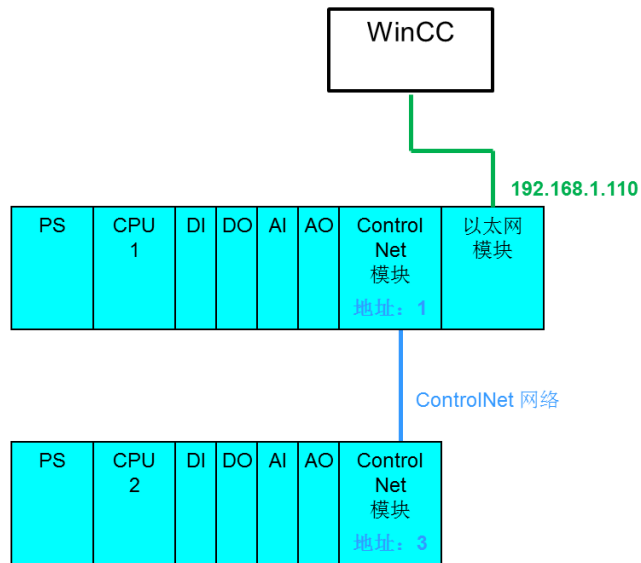 WinCC
192.168.1.110
PS CPU DI DO AI AO Control 以太网
1 Net 模块
模块
地址：1
ControlNet 网络
PS CPU DI DO AI AO Control
2 Net
模块
地址：3